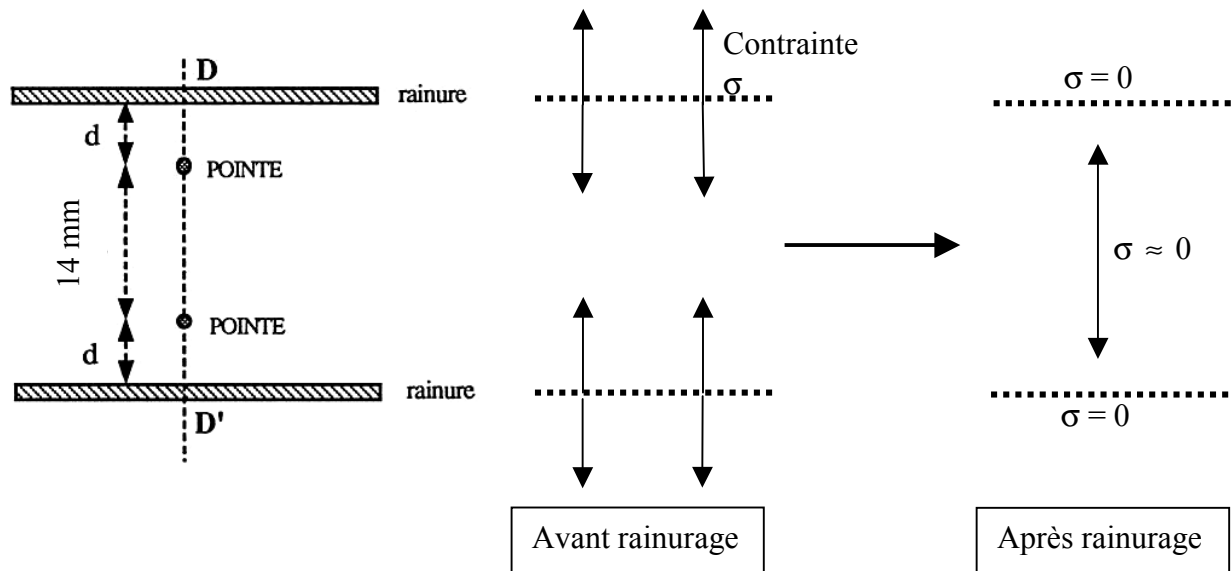 D
rainure
d
POINTE
14 mm
POINTE
d
rainure
D'
Contrainte
σ
Avant rainurage
σ = 0
σ ≈ 0
σ = 0
Après rainurage